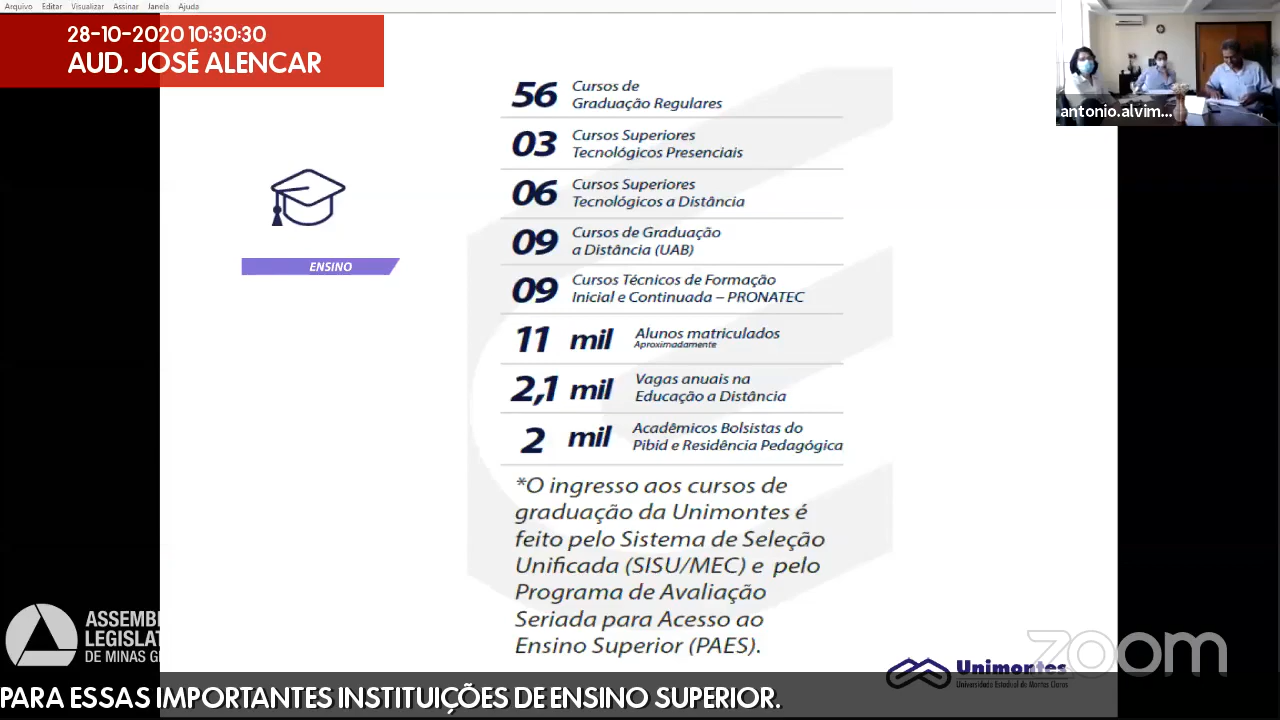 Arquivo Editar Visualizar Assinar Janela Ajuda
28-10-2020 10:30:30
AUD. JOSÉ ALENCAR
antonio.alvim...
ENSINO
56 Cursos de
Graduação Regulares
03 Cursos Superiores
Tecnológicos Presenciais
06 Cursos Superiores
Tecnológicos a Distância
09 Cursos de Graduação
a Distância (UAB)
09 Cursos Técnicos de Formação
Inicial e Continuada – PRONATEC
11 mil Alunos matriculados
Aproximadamente
2,1 mil Vagas anuais na
Educação a Distância
2 mil Acadêmicos Bolsistas do
Pibid e Residência Pedagógica
*O ingresso aos cursos de
graduação da Unimontes é
feito pelo Sistema de Seleção
Unificada (SISU/MEC) e pelo
Programa de Avaliação
Seriada para Acesso ao
Ensino Superior (PAES).
ASSEMB
LEGISLAT
DE MINAS G
zoom
Unimontes
Universidade Estadual de Montes Claros
PARA ESSAS IMPORTANTES INSTITUIÇÕES DE ENSINO SUPERIOR.